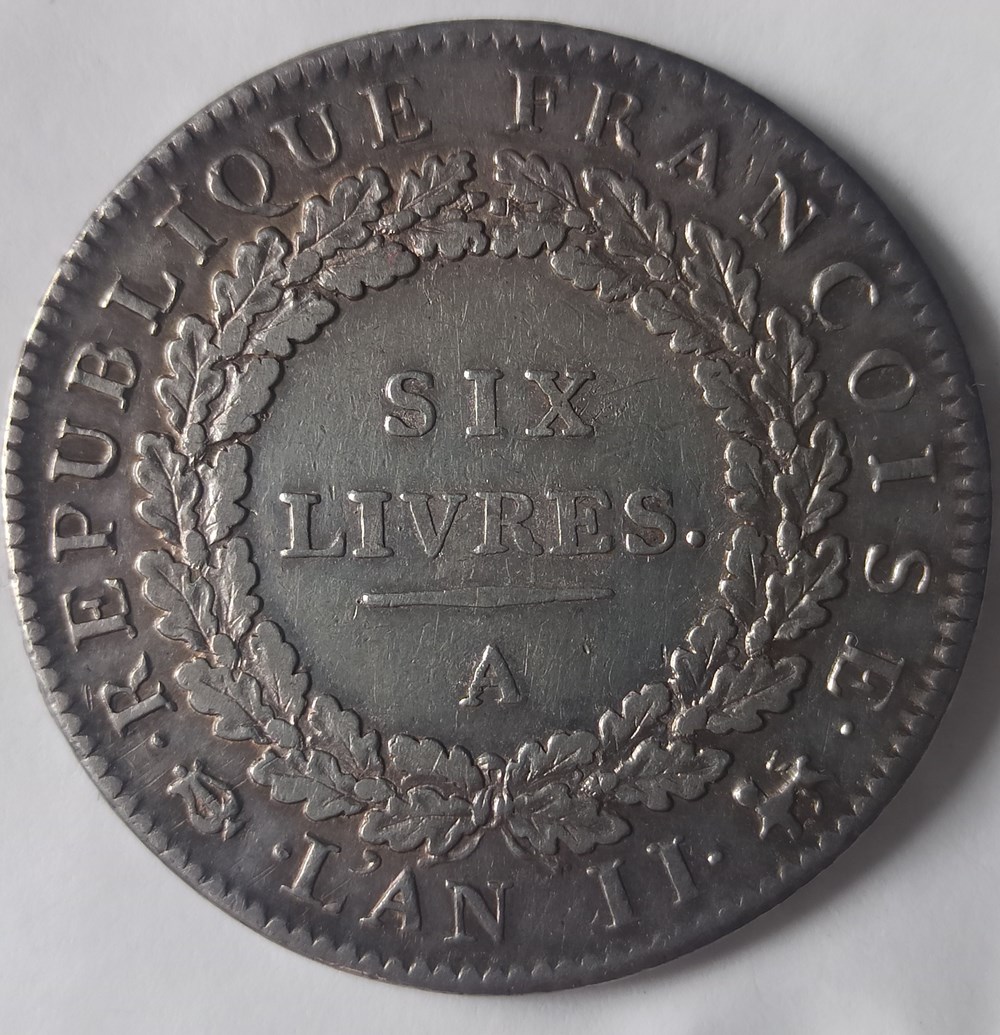 ·REPUBLIQUE FRANCOISE·
SIX
LIVRES.
A
·L'AN II·